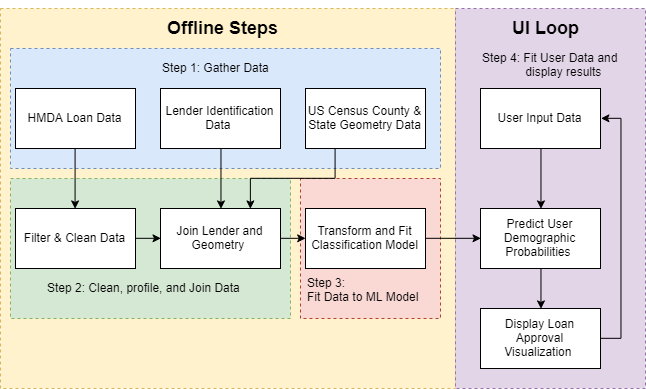 Offline Steps
UI Loop
Step 1: Gather Data
Step 4: Fit User Data and
display results
HMDA Loan Data
Lender Identification
Data
US Census County &
State Geometry Data
User Input Data
Filter & Clean Data
Join Lender and
Geometry
Transform and Fit
Classification Model
Predict User
Demographic
Probabilities
Step 2: Clean, profile, and Join Data
Step 3:
Fit Data to ML Model
Display Loan
Approval
Visualization